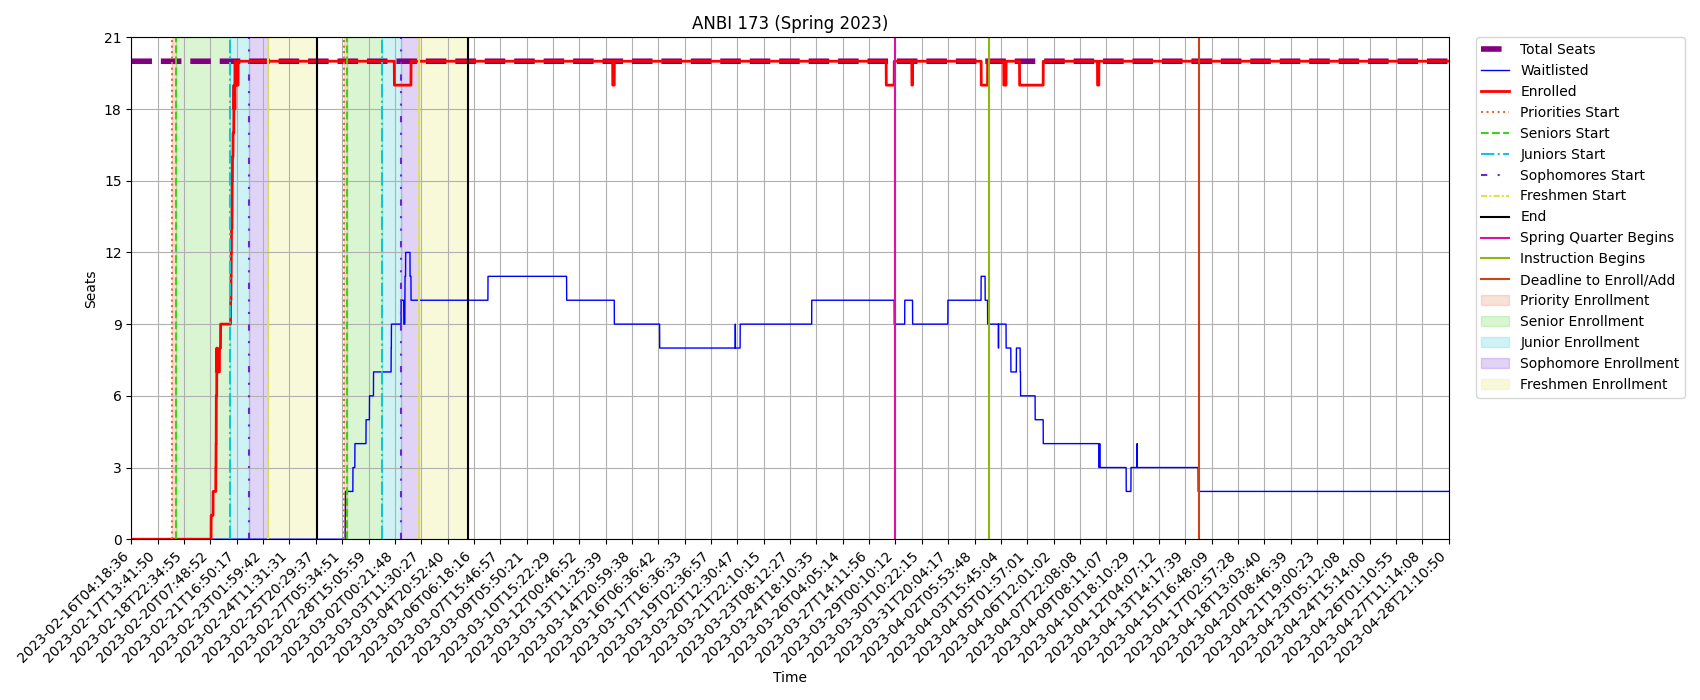 ANBI 173 (Spring 2023)
Seats
21
18
15
12
9
6
3
0
2023-02-16T04:18:36
2023-02-17T13:41:50
2023-02-18T22:34:55
2023-02-20T07:48:52
2023-02-21T16:50:17
2023-02-23T01:59:42
2023-02-24T11:31:31
2023-02-25T20:29:37
2023-02-27T05:34:51
2023-02-28T15:05:59
2023-03-02T00:21:48
2023-03-03T11:30:27
2023-03-04T20:52:40
2023-03-06T06:18:16
2023-03-07T15:46:57
2023-03-09T05:50:21
2023-03-10T15:22:29
2023-03-12T00:46:52
2023-03-13T11:25:39
2023-03-14T20:59:38
2023-03-16T06:36:42
2023-03-17T16:36:33
2023-03-19T02:36:57
2023-03-20T12:30:47
2023-03-21T22:10:15
2023-03-23T08:12:27
2023-03-24T18:10:35
2023-03-26T04:05:14
2023-03-27T14:11:56
2023-03-29T00:10:12
2023-03-30T10:22:15
2023-03-31T20:04:17
2023-04-02T05:53:48
2023-04-03T15:45:04
2023-04-05T01:57:01
2023-04-06T12:01:02
2023-04-07T22:08:08
2023-04-09T08:11:07
2023-04-10T18:10:29
2023-04-12T04:07:12
2023-04-13T14:17:39
2023-04-15T16:48:09
2023-04-17T02:57:28
2023-04-18T13:03:40
2023-04-20T08:46:39
2023-04-21T19:00:23
2023-04-23T05:12:08
2023-04-24T15:14:00
2023-04-26T01:10:55
2023-04-27T11:14:08
2023-04-28T21:10:50
Time
Total Seats
Waitlisted
Enrolled
Priorities Start
Seniors Start
Juniors Start
Sophomores Start
Freshmen Start
End
Spring Quarter Begins
Instruction Begins
Deadline to Enroll/Add
Priority Enrollment
Senior Enrollment
Junior Enrollment
Sophomore Enrollment
Freshmen Enrollment